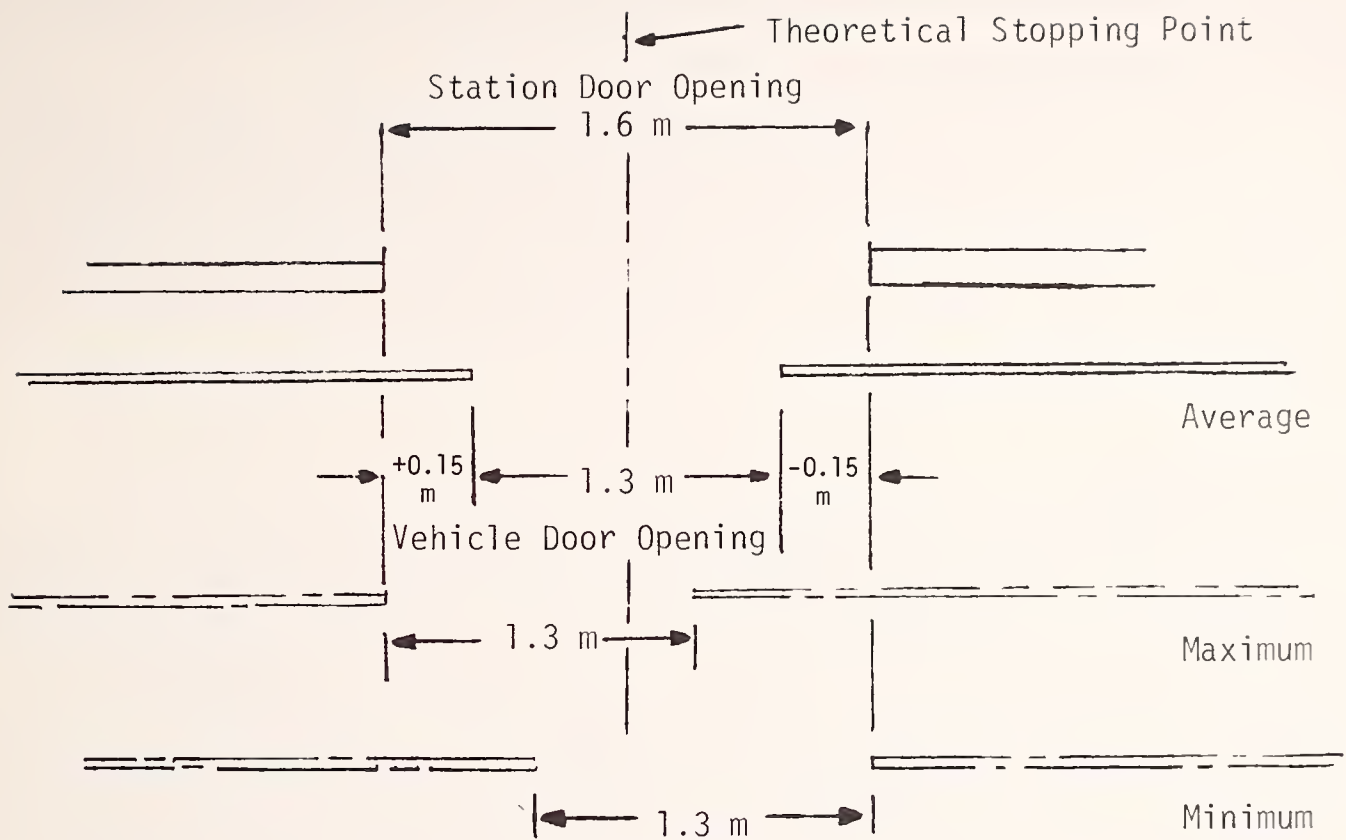 Theoretical Stopping Point
Station Door Opening
1.6 m
Average
+0.15 m
1.3 m
-0.15 m
Vehicle Door Opening
1.3 m
Maximum
1.3 m
Minimum